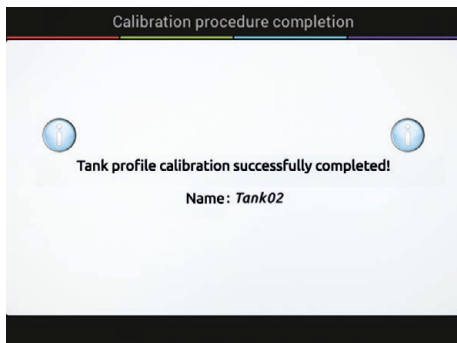 Calibration procedure completion
Tank profile calibration successfully completed!
Name: Tank02